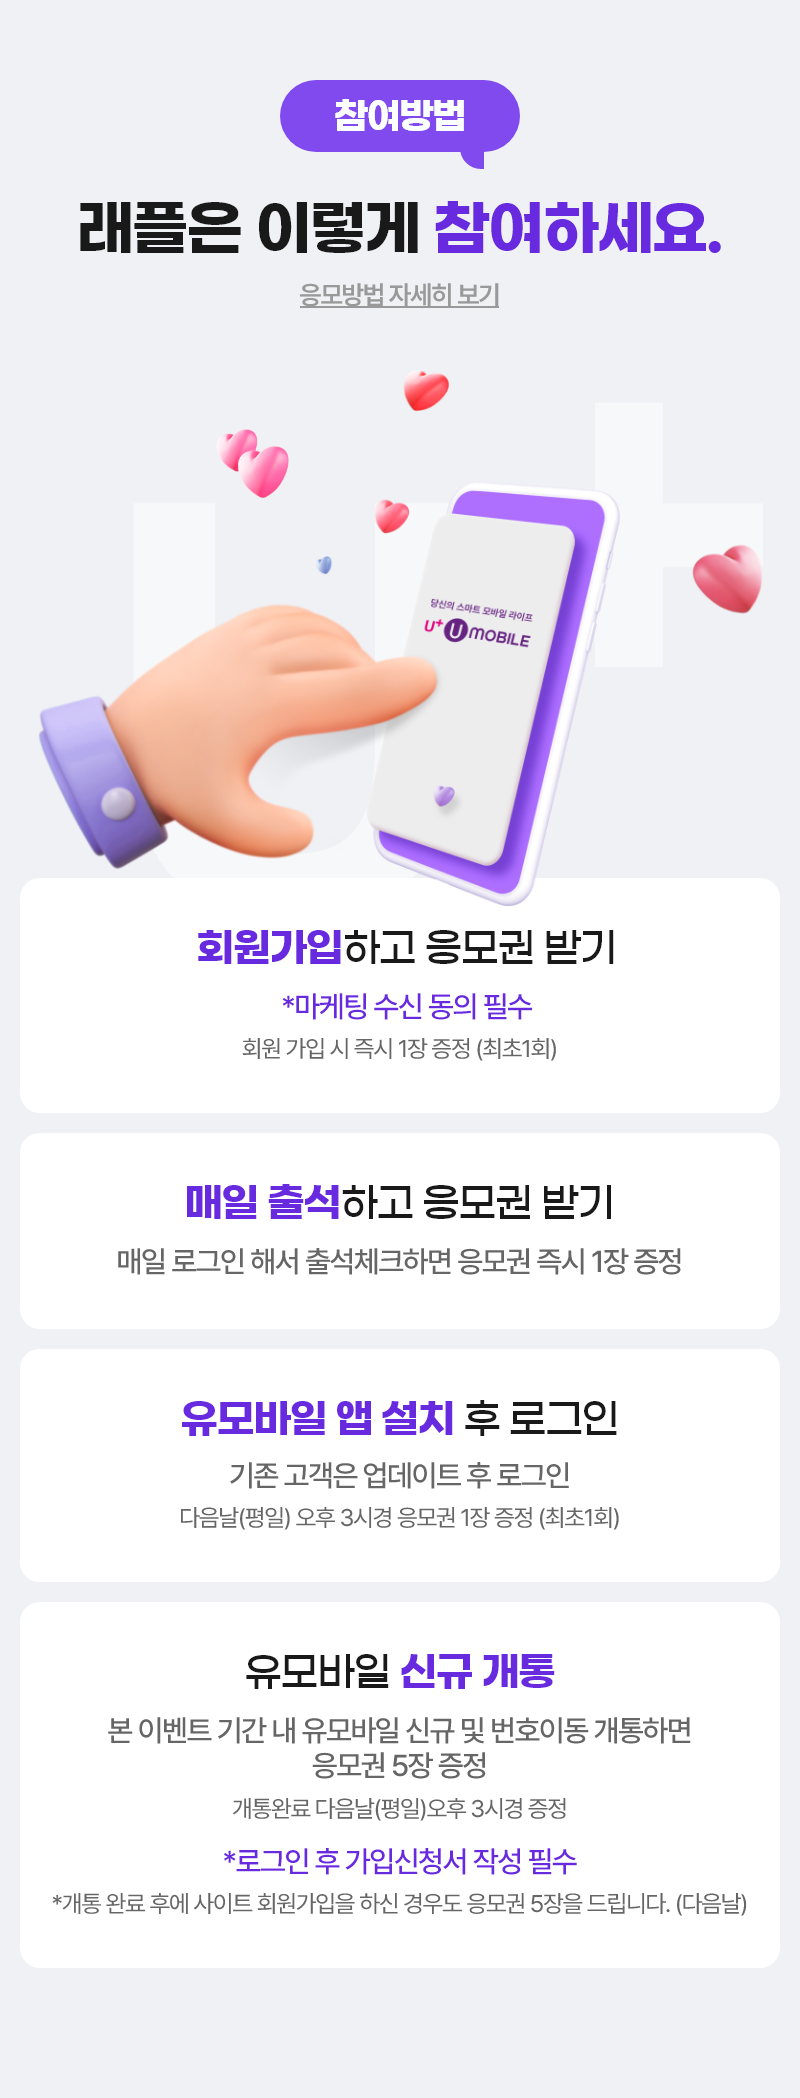 참여방법
래플은 이렇게 참여하세요.
응모방법 자세히 보기
당신의 스마트 모바일 라이프
U+ U MOBILE
회원가입하고 응모권 받기
*마케팅 수신 동의 필수
회원 가입 시 즉시 1장 증정 (최초1회)
매일 출석하고 응모권 받기
매일 로그인 해서 출석체크하면 응모권 즉시 1장 증정
유모바일 앱 설치 후 로그인
기존 고객은 업데이트 후 로그인
다음날(평일) 오후 3시경 응모권 1장 증정 (최초1회)
유모바일 신규 개통
본 이벤트 기간 내 유모바일 신규 및 번호이동 개통하면
응모권 5장 증정
개통완료 다음날(평일)오후 3시경 증정
*로그인 후 가입신청서 작성 필수
*개통 완료 후에 사이트 회원가입을 하신 경우도 응모권 5장을 드립니다. (다음날)